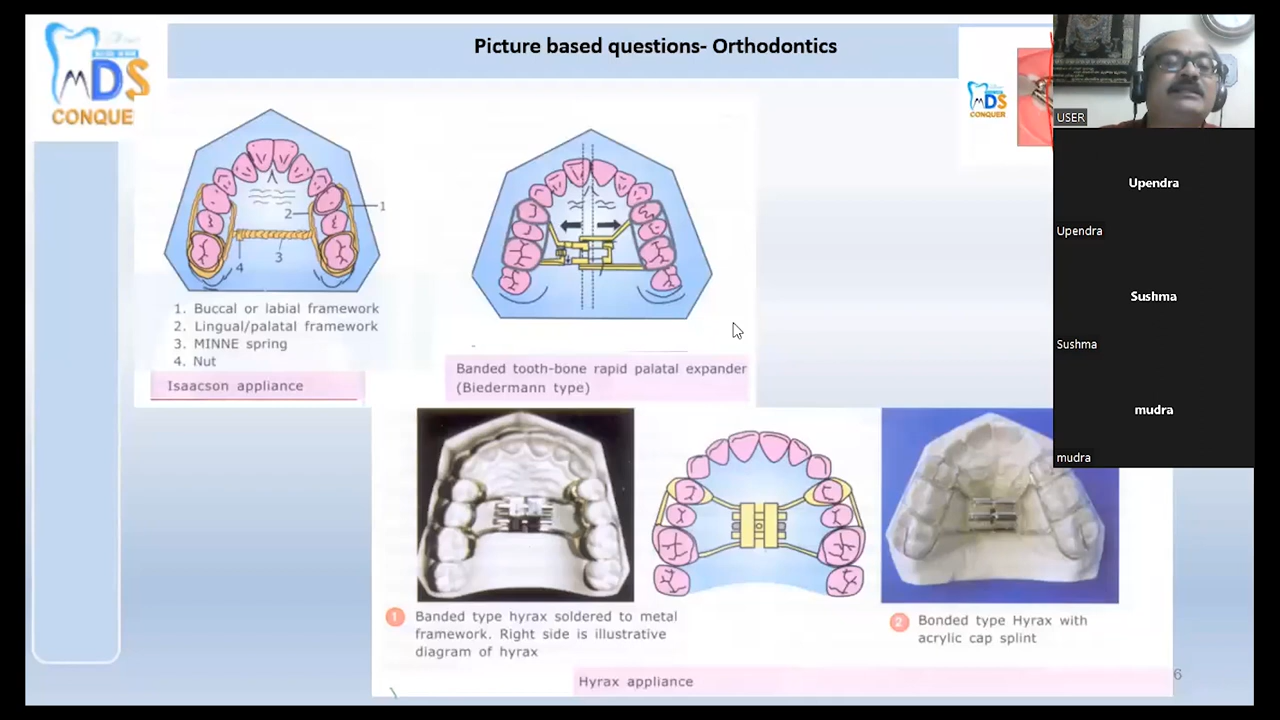 MDS
CONQUE
Picture based questions- Orthodontics
MDS
CONQUER
USER
Upendra
Upendra
Sushma
Sushma
mudra
mudra
1
2
3
4
1. Buccal or labial framework
2. Lingual/palatal framework
3. MINNE spring
4. Nut
Isaacson appliance
Banded tooth-bone rapid palatal expander
(Biedermann type)
1 Banded type hyrax soldered to metal
framework. Right side is illustrative
diagram of hyrax
2 Bonded type Hyrax with
acrylic cap splint
Hyrax appliance
6